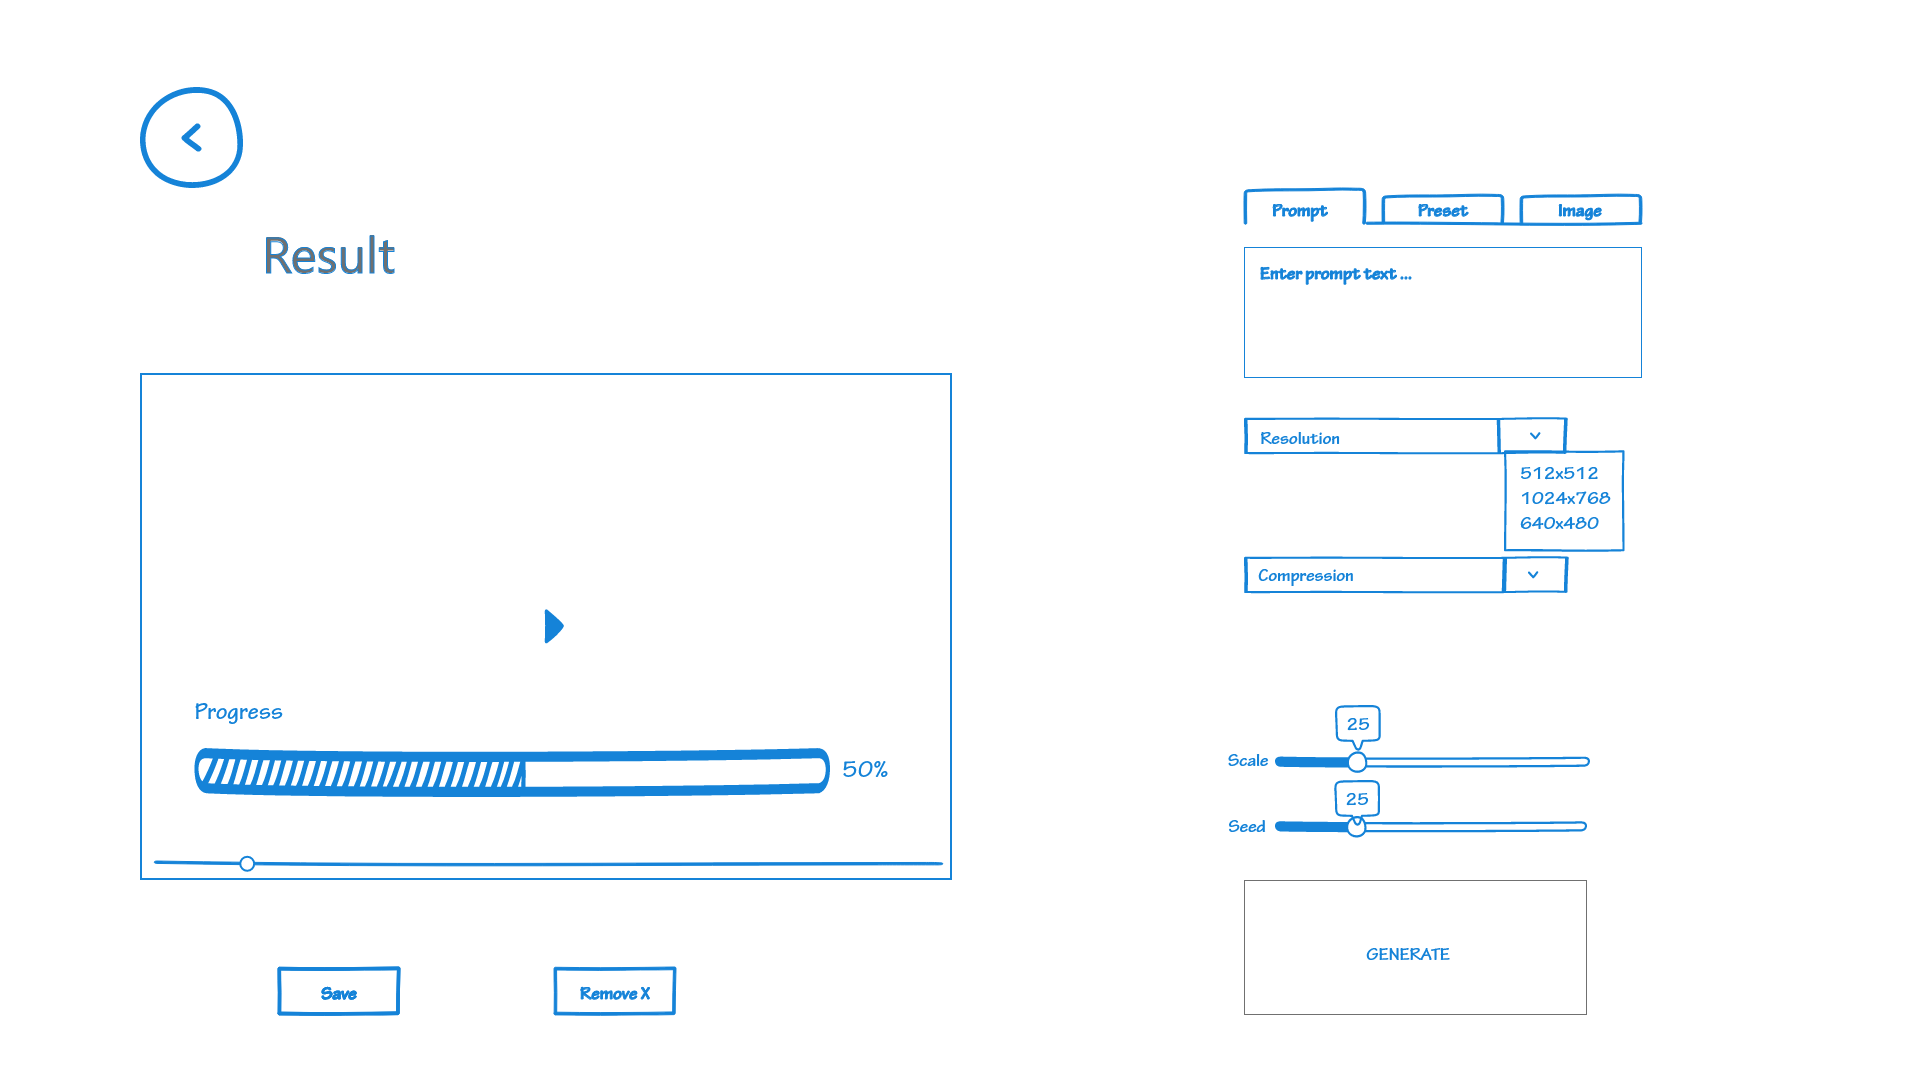 Result
Progress
50%
Save
Remove X
Prompt
Preset
Image
Enter prompt text ...
Resolution
512x512
1024x768
640x480
Compression
25
Scale
25
Seed
GENERATE